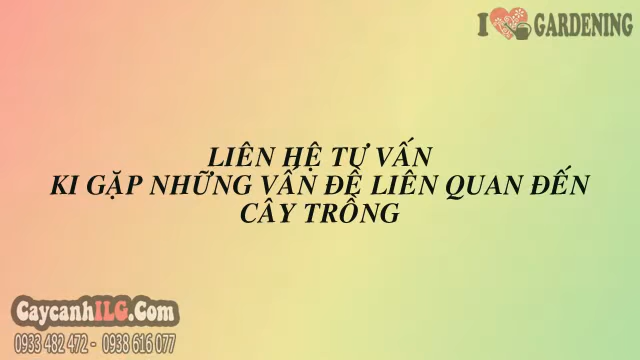 I GARDENING
LIÊN HỆ TƯ VẤN
KI GẶP NHỮNG VẤN ĐỀ LIÊN QUAN ĐẾN
CÂY TRỒNG
CaycanhILG.Com
0933 482 472 - 0938 616 077